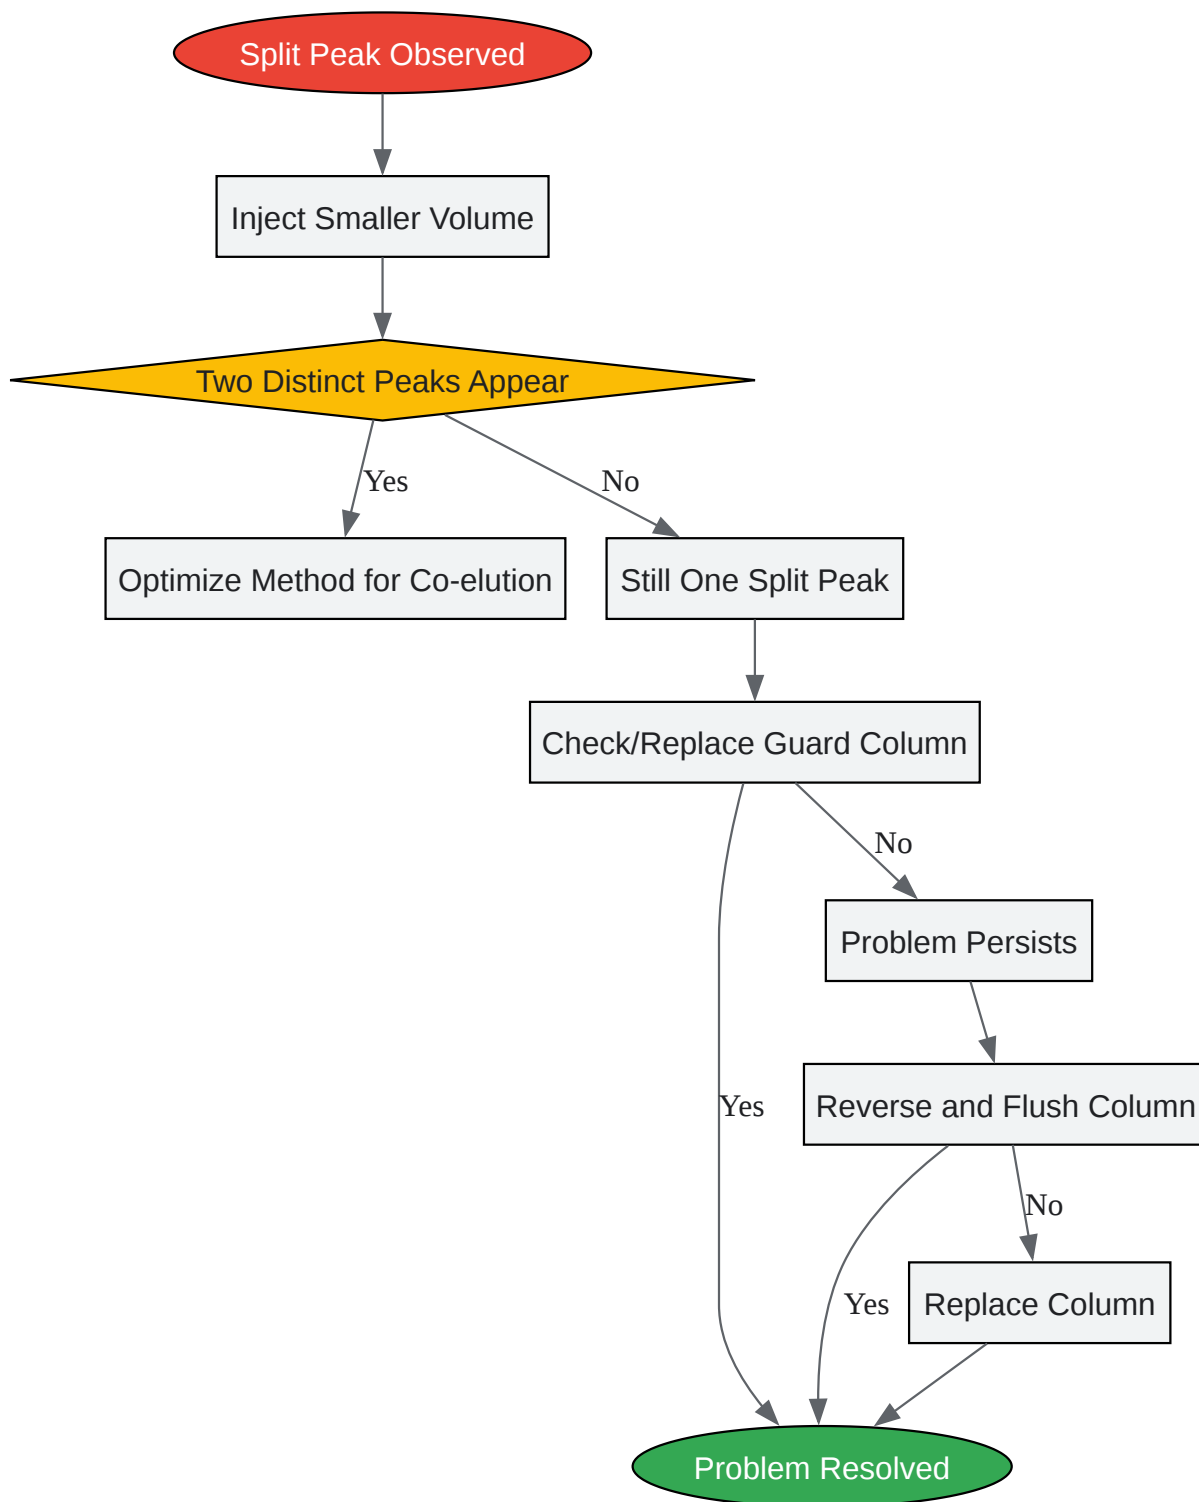 Split Peak Observed
Inject Smaller Volume
Two Distinct Peaks Appear
Yes
No
Optimize Method for Co-elution
Still One Split Peak
Check/Replace Guard Column
No
Problem Persists
Reverse and Flush Column
Yes
No
Yes
Replace Column
Problem Resolved